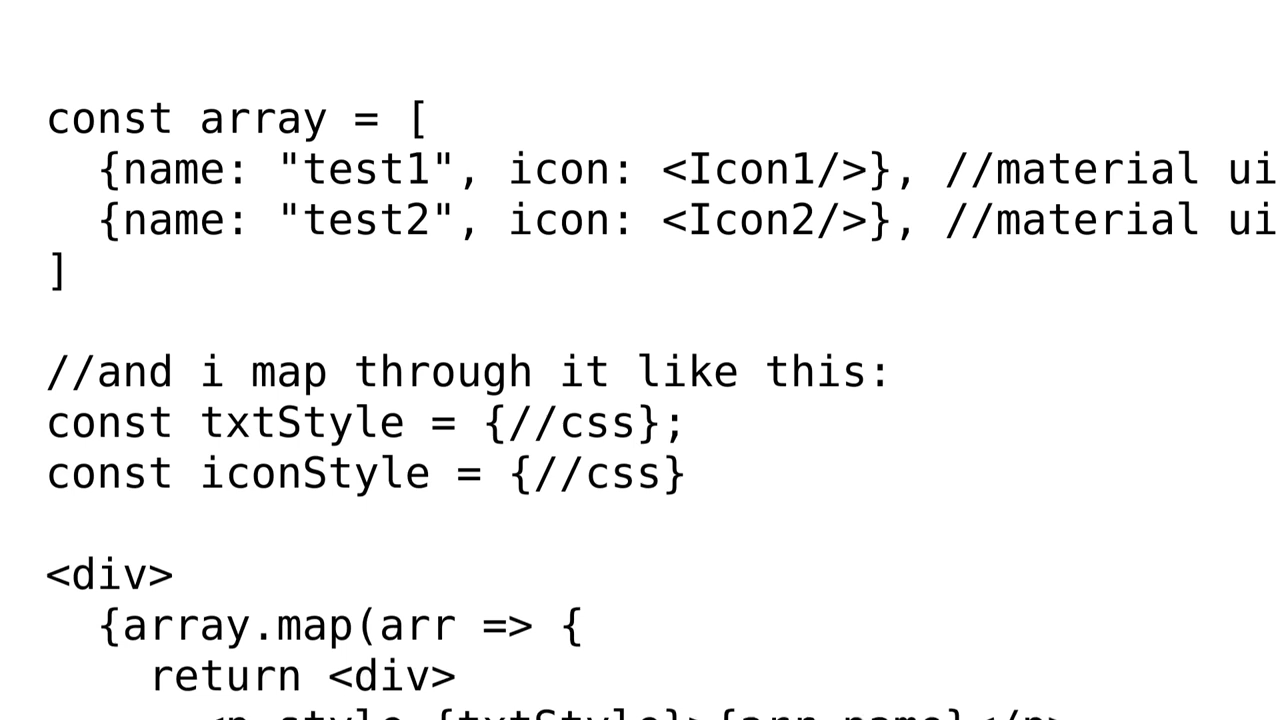 const array = [
  {name: "test1", icon: <Icon1/>}, //material ui
  {name: "test2", icon: <Icon2/>}, //material ui
]
//and i map through it like this:
const txtStyle = {//css};
const iconStyle = {//css}
<div>
  {array.map(arr => {
    return <div>